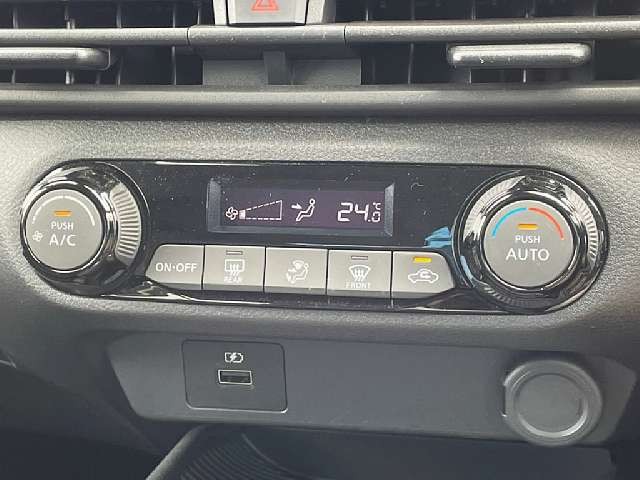 PUSH
A/C
24.0 °C
PUSH
AUTO
ON•OFF
REAR
FRONT